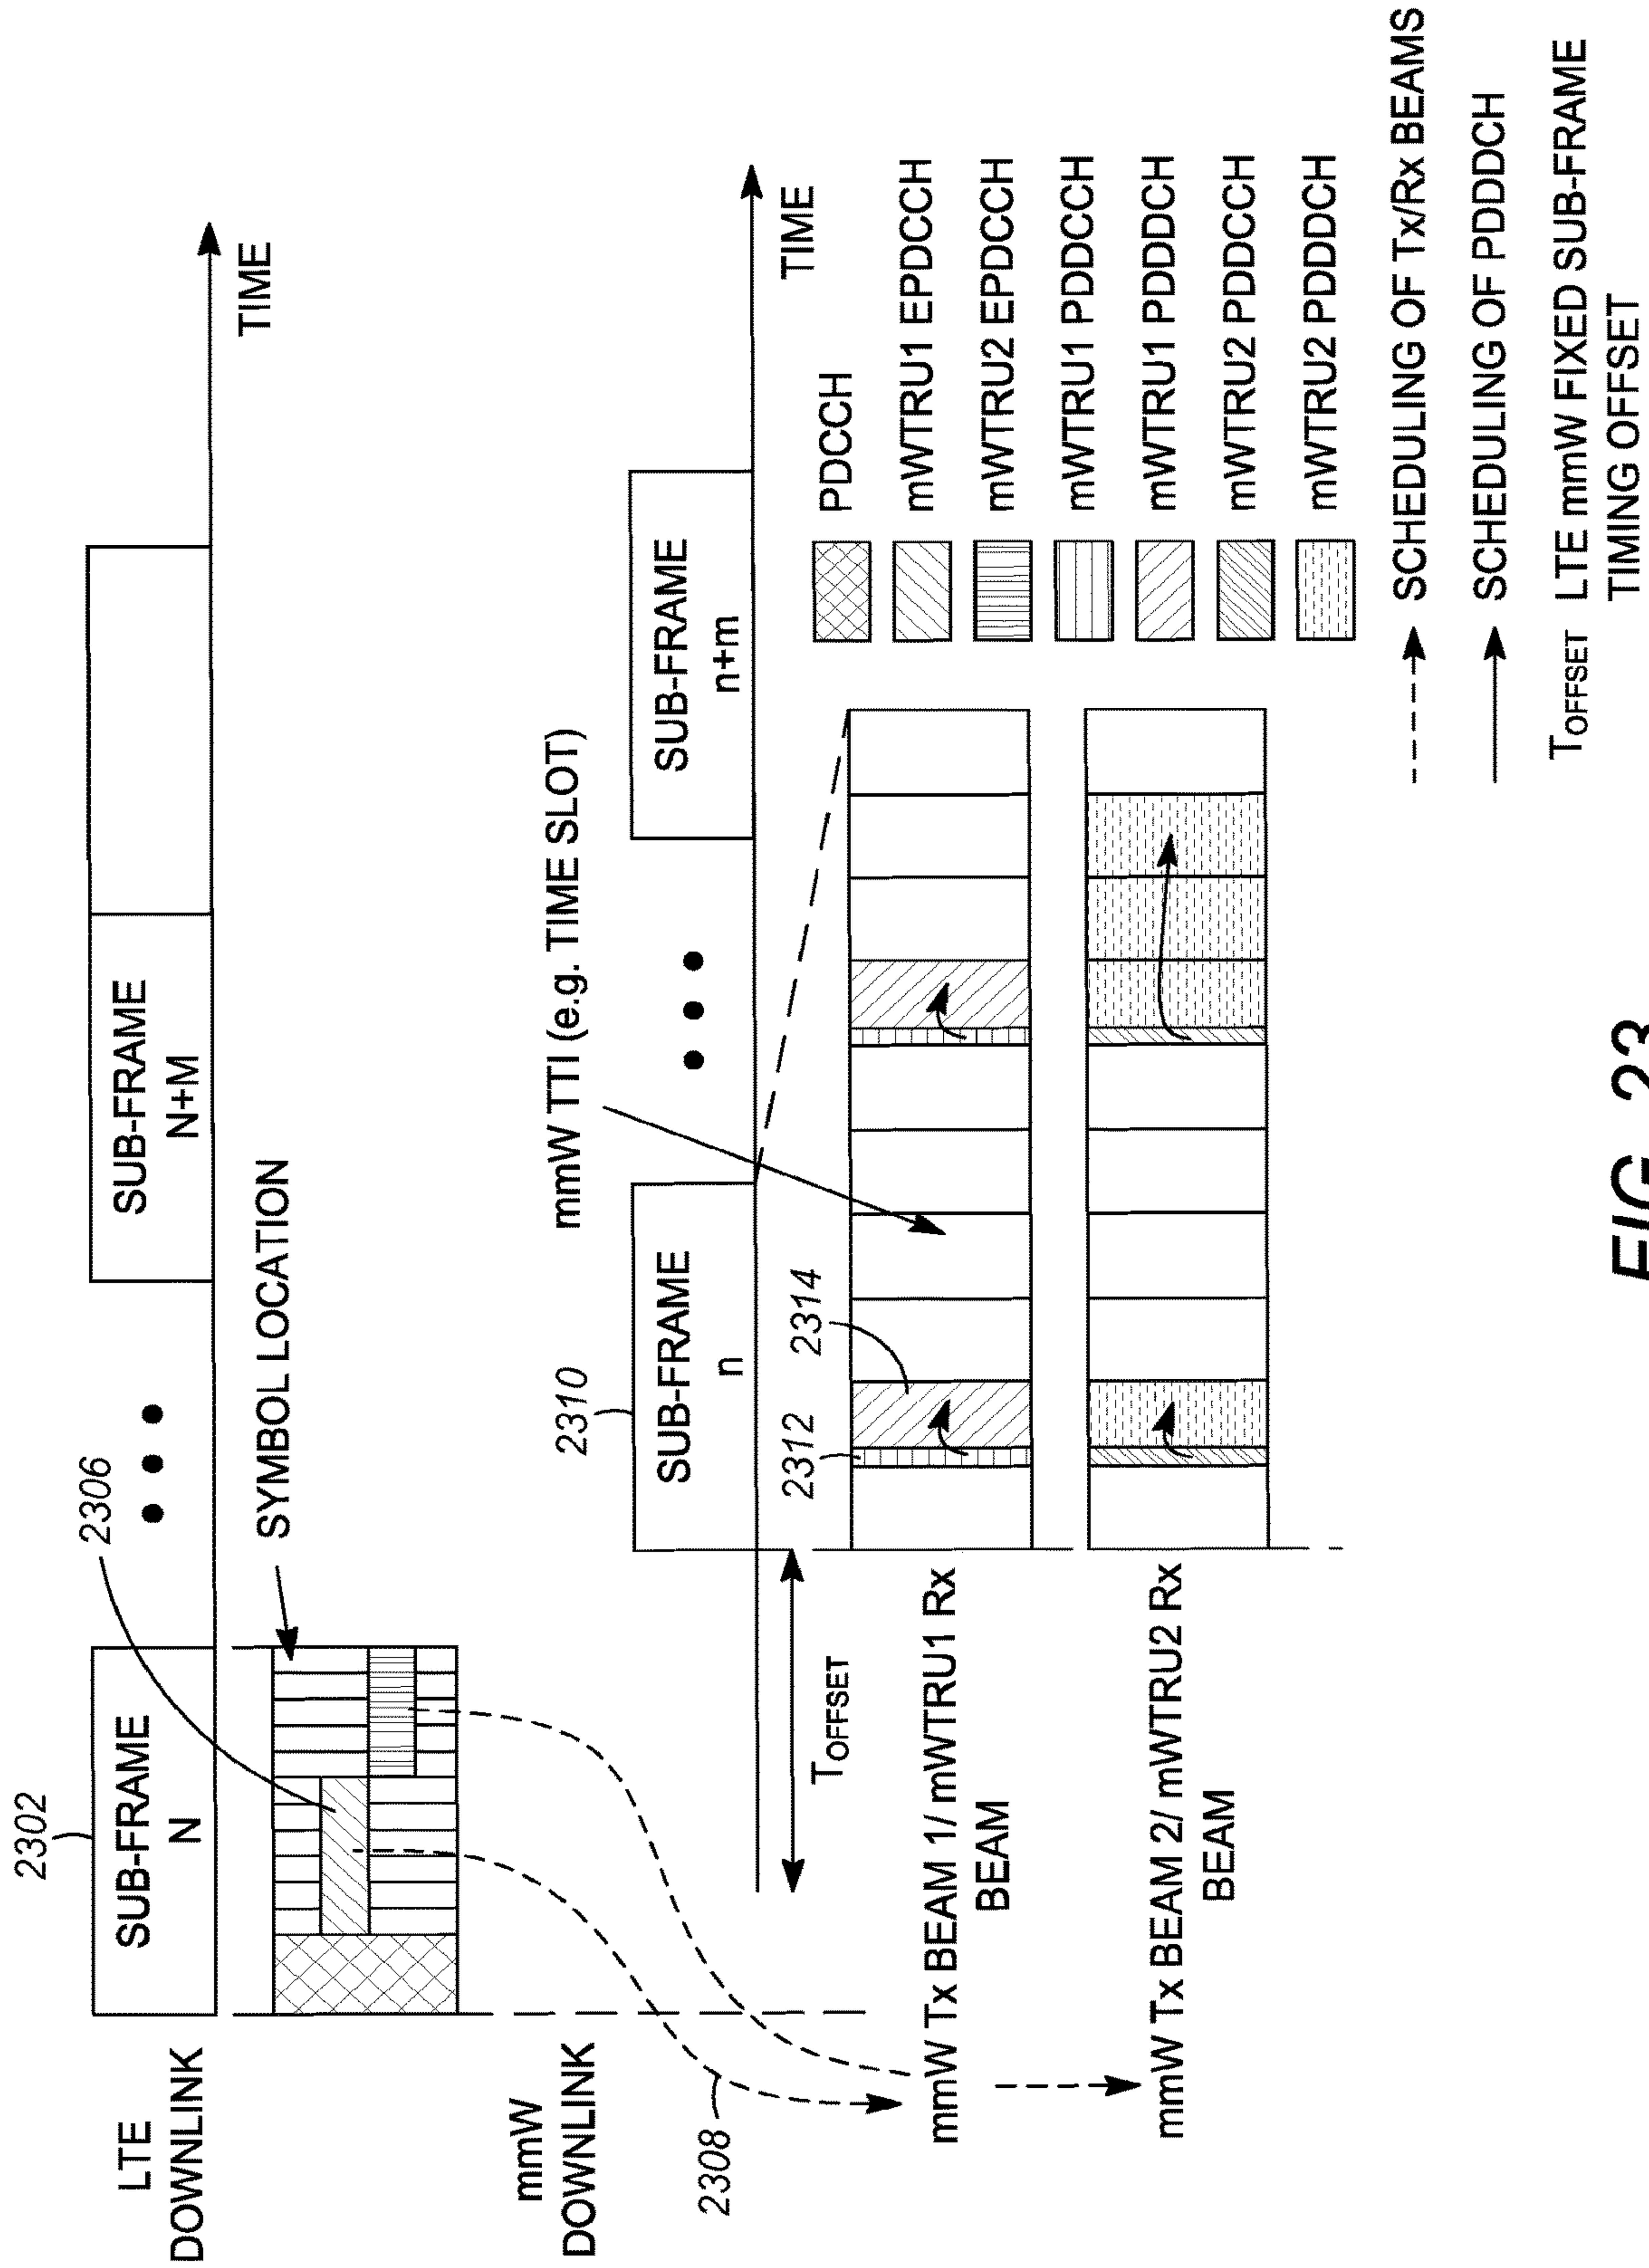 2302
SUB-FRAME
N
2306
SUB-FRAME
N+M
TIME
LTE
DOWNLINK
SYMBOL LOCATION
mmW
DOWNLINK
2308
2310
SUB-FRAME
n
mmW TTI (e.g. TIME SLOT)
SUB-FRAME
n+m
TIME
TOFFSET
2312
2314
mmW Tx BEAM 1/ mWTRU1 Rx
BEAM
mmW Tx BEAM 2/ mWTRU2 Rx
BEAM
PDCCH
mWTRU1 EPDCCH
mWTRU2 EPDCCH
mWTRU1 PDDCCH
mWTRU1 PDDDCH
mWTRU2 PDDCCH
mWTRU2 PDDDCH
SCHEDULING OF Tx/Rx BEAMS
SCHEDULING OF PDDDCH
TOFFSET LTE mmW FIXED SUB-FRAME
TIMING OFFSET
FIG. 23